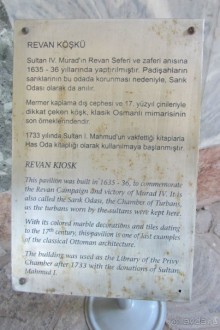 REVAN KÖŞKÜ
Sultan IV. Murad'ın Revan Seferi ve zaferi anısına
1635 - 36 yıllarında yaptırılmıştır. Padişahların
sarıklarının bu odada korunması nedeniyle, Sarık
Odası olarak da anılır.
Mermer kaplama dış cephesi ve 17. yüzyıl çinileriyle
dikkat çeken köşk, klasik Osmanlı mimarisinin
son örneklerindendir.
1733 yılında Sultan I. Mahmud'un vakfettiği kitaplarla
Has Oda kitaplığı olarak kullanılmaya başlanmıştır.
REVAN KIOSK
This pavilion was built in 1635 - 36, to commemorate
the Revan Campaign and victory of Murad IV. It is
also called the Sarık Odası, the Chamber of Turbans,
as the turbans worn by the sultans were kept here.
With its colored marble decorations and tiles dating
to the 17th century, this pavilion is one of last examples
of the classical Ottoman architecture.
The building was used as the Library of the Privy
Chamber after 1733 with the donations of Sultan
Mahmud I.